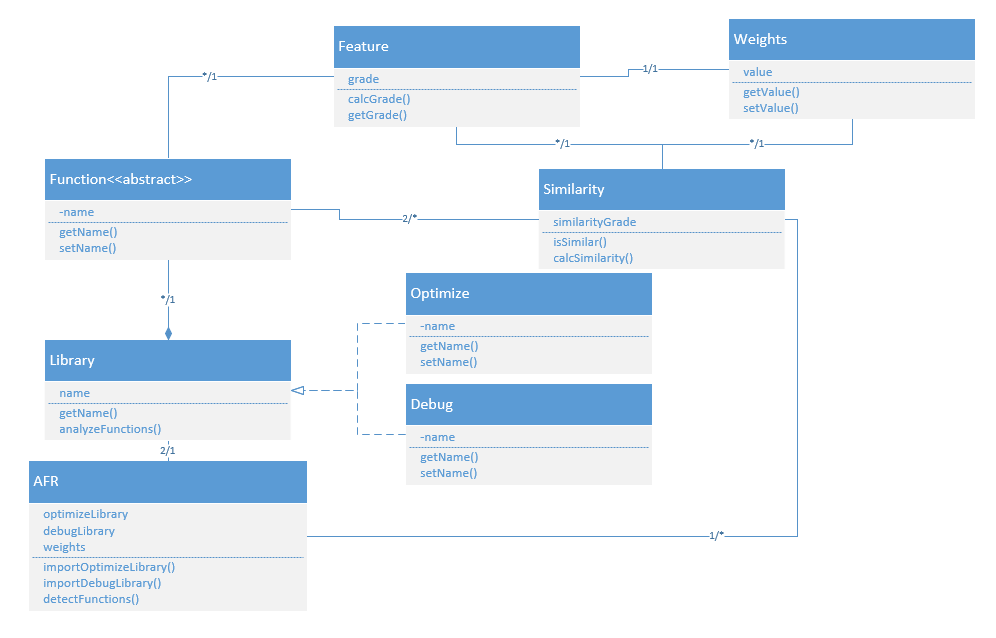 Feature
grade
calcGrade()
getGrade()
Weights
value
getValue()
setValue()
*/1
1/1
*/1
*/1
Function<<abstract>>
-name
getName()
setName()
2/*
Similarity
similarityGrade
isSimilar()
calcSimilarity()
*/1
Optimize
-name
getName()
setName()
Library
name
getName()
analyzeFunctions()
Debug
-name
getName()
setName()
2/1
AFR
optimizeLibrary
debugLibrary
weights
importOptimizeLibrary()
importDebugLibrary()
detectFunctions()
1/*